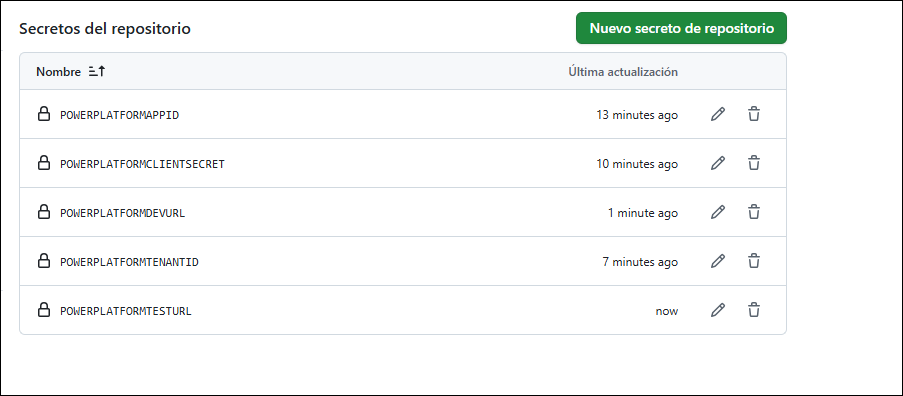 Secretos del repositorio
Nuevo secreto de repositorio
Nombre Última actualización
POWERPLATFORMAPPID 13 minutes ago
POWERPLATFORMCLIENTSECRET 10 minutes ago
POWERPLATFORMDEVURL 1 minute ago
POWERPLATFORMTENANTID 7 minutes ago
POWERPLATFORMTESTURL now